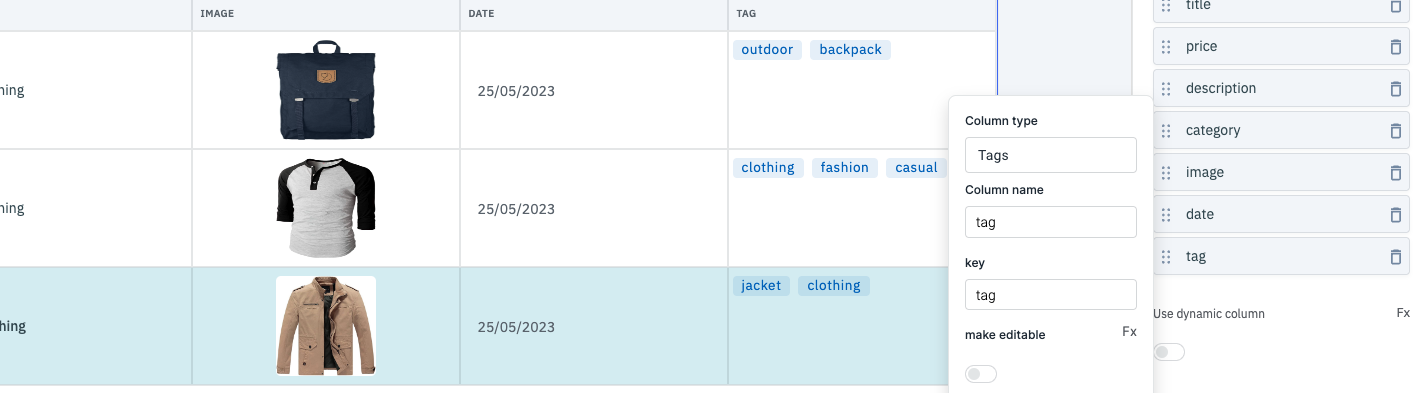 IMAGE
DATE
TAG
hing
25/05/2023
outdoor
backpack
hing
25/05/2023
clothing
fashion
casual
hing
25/05/2023
jacket
clothing
Column type
Tags
Column name
tag
key
tag
make editable
Fx
title
price
description
category
image
date
tag
Use dynamic column
Fx